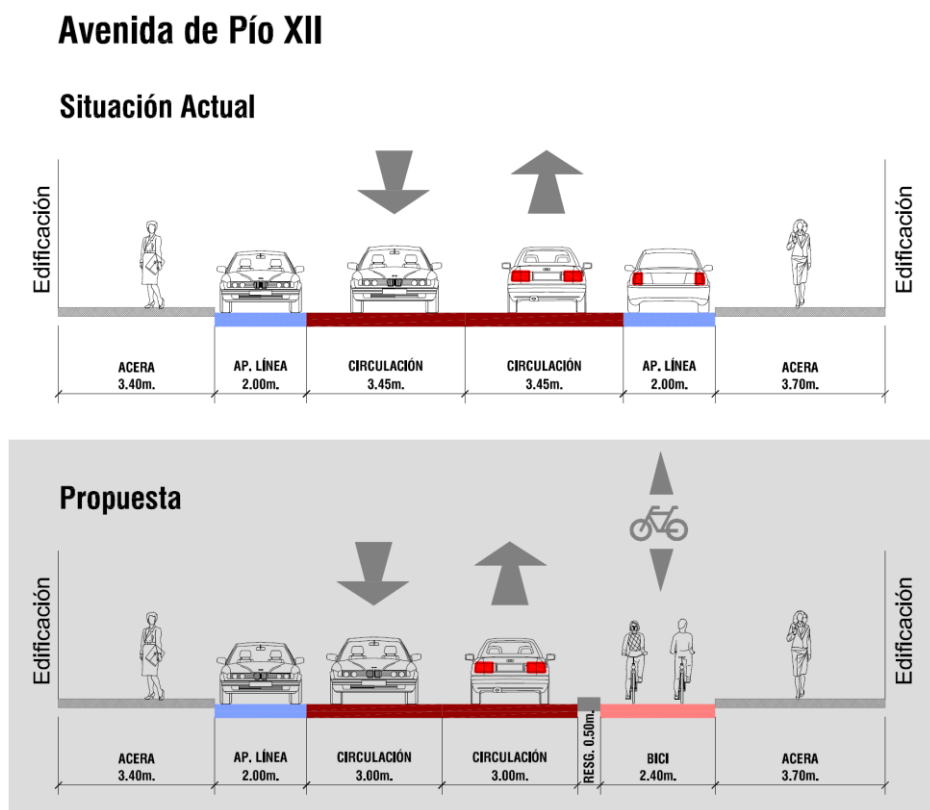 Avenida de Pío XII
Situación Actual
Edificación
Edificación
ACERA
3.40m.
AP. LÍNEA
2.00m.
CIRCULACIÓN
3.45m.
CIRCULACIÓN
3.45m.
AP. LÍNEA
2.00m.
ACERA
3.70m.
Propuesta
Edificación
Edificación
ACERA
3.40m.
AP. LÍNEA
2.00m.
CIRCULACIÓN
3.00m.
CIRCULACIÓN
3.00m.
RESG. 0.50m.
BICI
2.40m.
ACERA
3.70m.